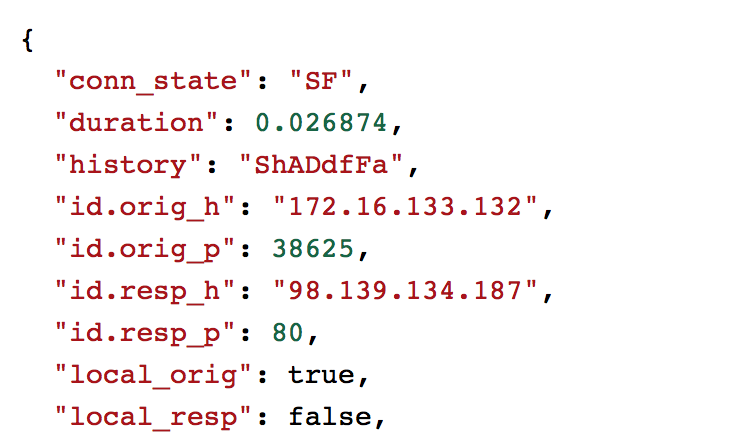 {
"conn_state": "SF",
"duration": 0.026874,
"history": "ShADdfFa",
"id.orig_h": "172.16.133.132",
"id.orig_p": 38625,
"id.resp_h": "98.139.134.187",
"id.resp_p": 80,
"local_orig": true,
"local_resp": false,